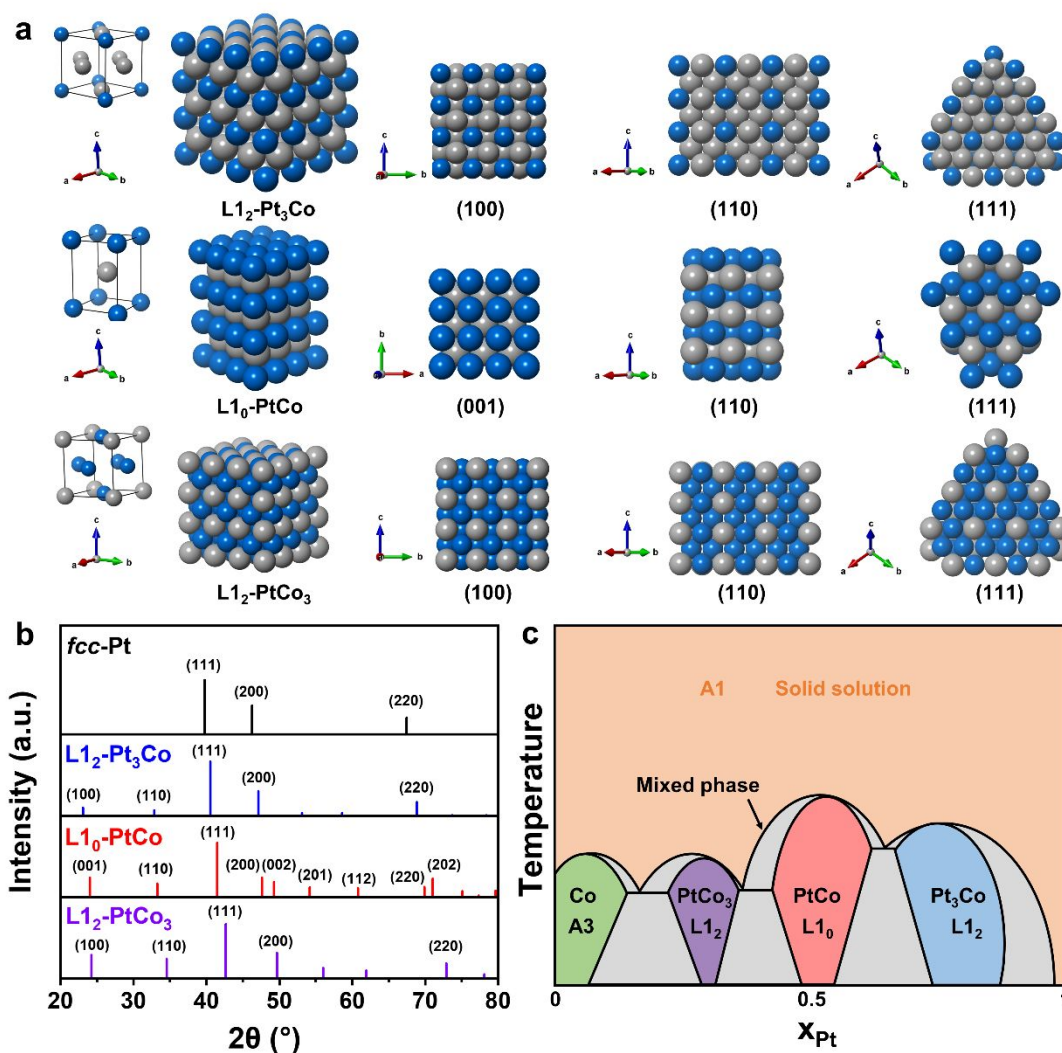 a
c
a
b
c
a
b
L1₂-Pt₃Co
c
a
b
(100)
c
a
b
(110)
c
a
b
(111)
c
a
b
L1₀-PtCo
b
a
(001)
c
a
b
(110)
c
a
b
(111)
c
a
b
L1₂-PtCo₃
c
a
b
(100)
c
a
b
(110)
c
a
b
(111)
b
fcc-Pt
(111)
(200)
(220)
L1₂-Pt₃Co
(100)
(110)
(111)
(200)
(220)
L1₀-PtCo
(001)
(110)
(111)
(200)
(002)
(201)
(112)
(220)
(202)
L1₂-PtCo₃
(100)
(110)
(111)
(200)
(220)
Intensity (a.u.)
20 30 40 50 60 70 80
2θ (°)
c
A1 Solid solution
Mixed phase
Temperature
Co
A3
PtCo₃
L1₂
PtCo
L1₀
Pt₃Co
L1₂
0 0.5
xPt